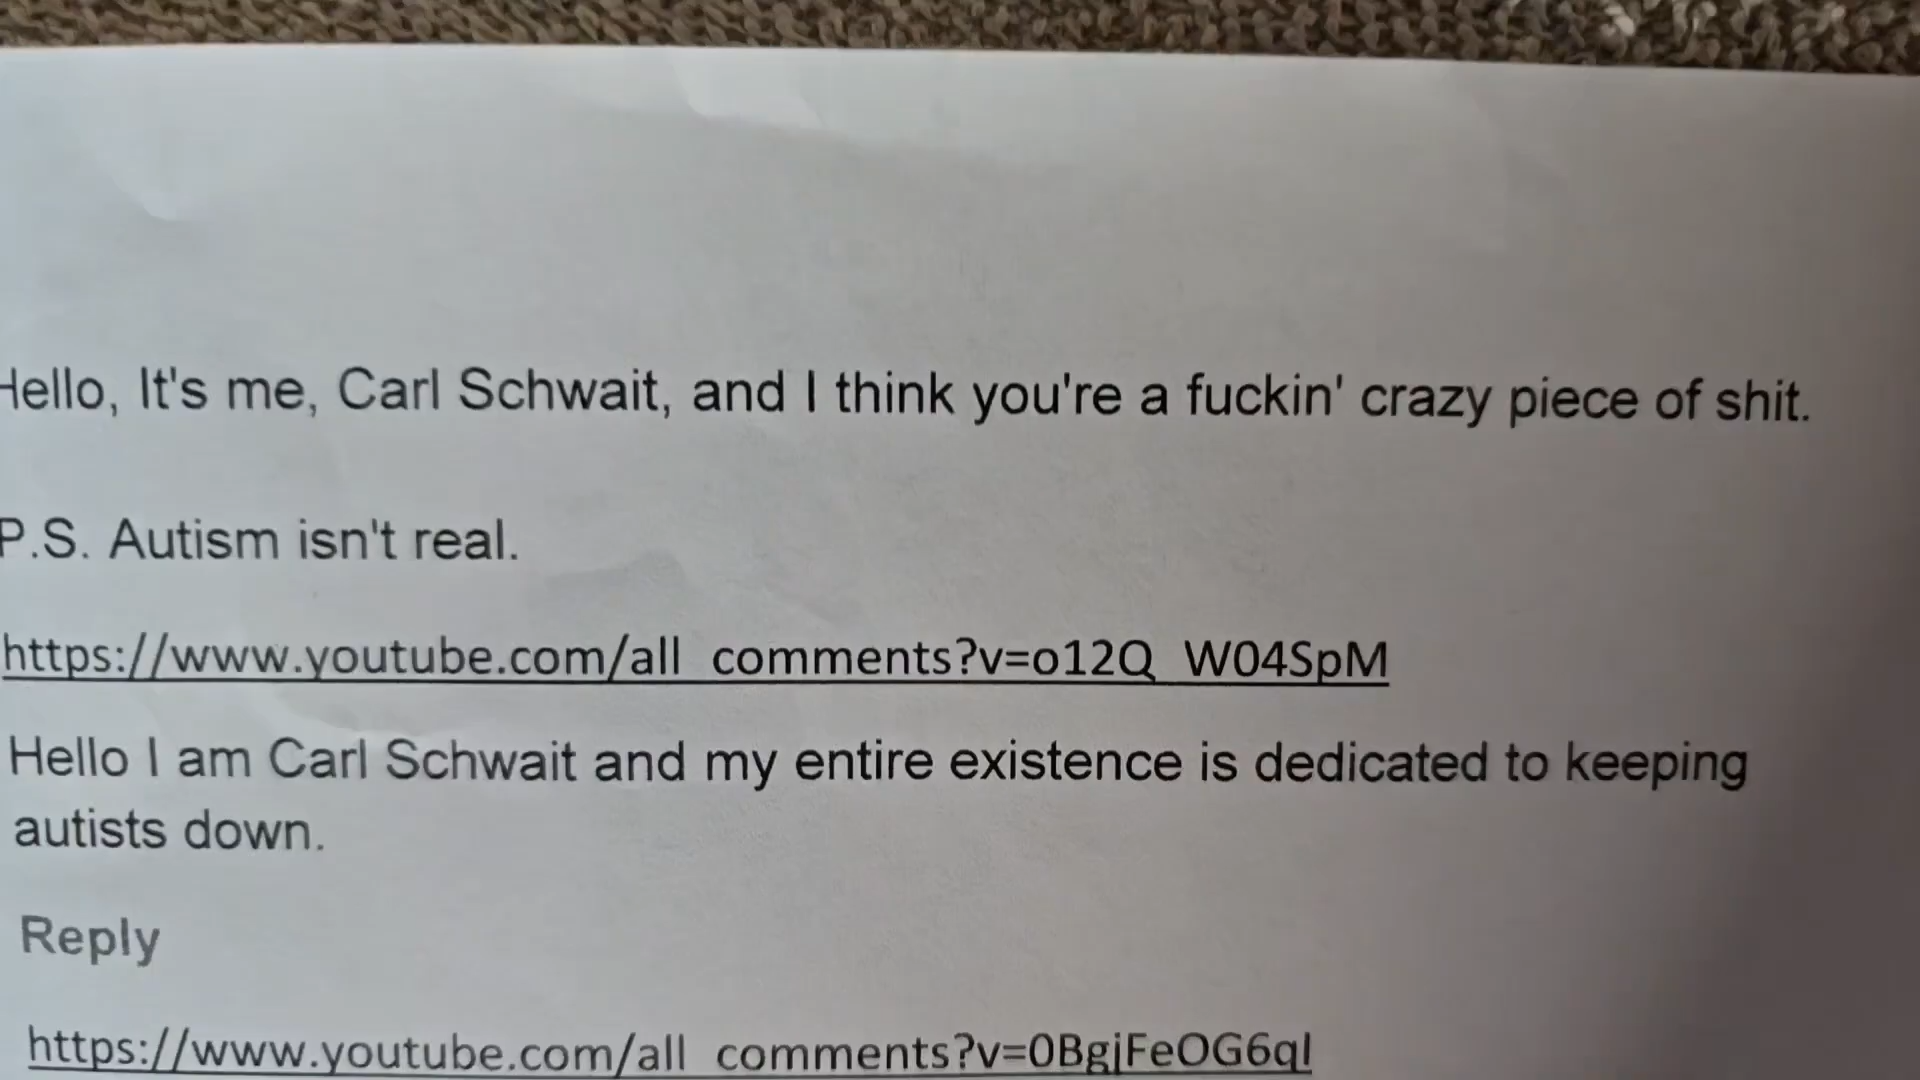 Hello, It's me, Carl Schwait, and I think you're a fuckin' crazy piece of shit.
P.S. Autism isn't real.
https://www.youtube.com/all_comments?v=o12Q_W04SpM
Hello I am Carl Schwait and my entire existence is dedicated to keeping
autists down.
Reply
https://www.youtube.com/all_comments?v=0BgjFeOG6qI